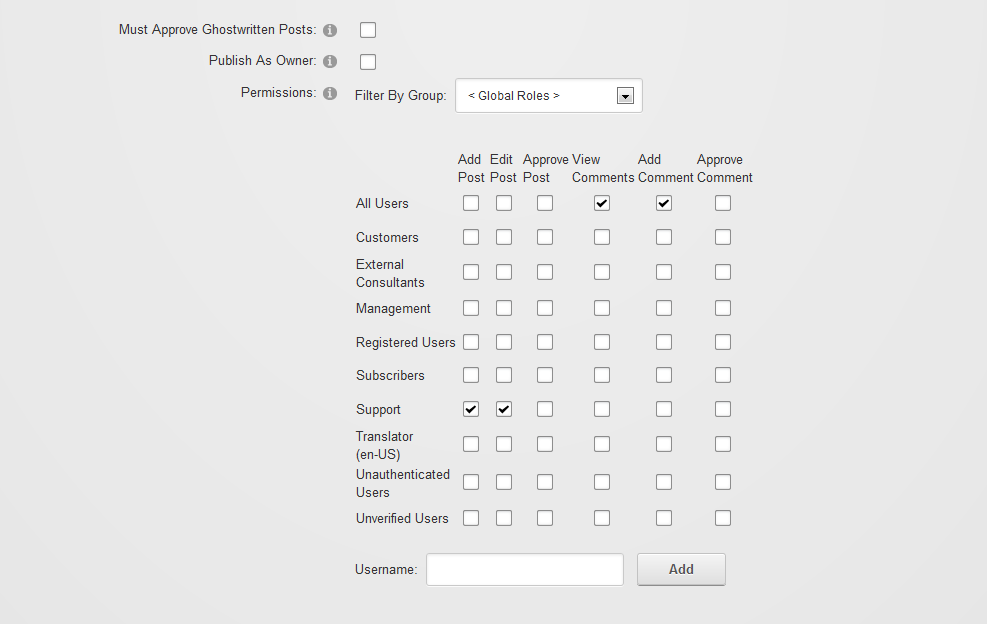 Must Approve Ghostwritten Posts:
Publish As Owner:
Permissions: Filter By Group: < Global Roles >
Add Edit Approve View Add Approve
Post Post Post Comments Comment Comment
All Users
Customers
External
Consultants
Management
Registered Users
Subscribers
Support
Translator
(en-US)
Unauthenticated
Users
Unverified Users
Username: Add